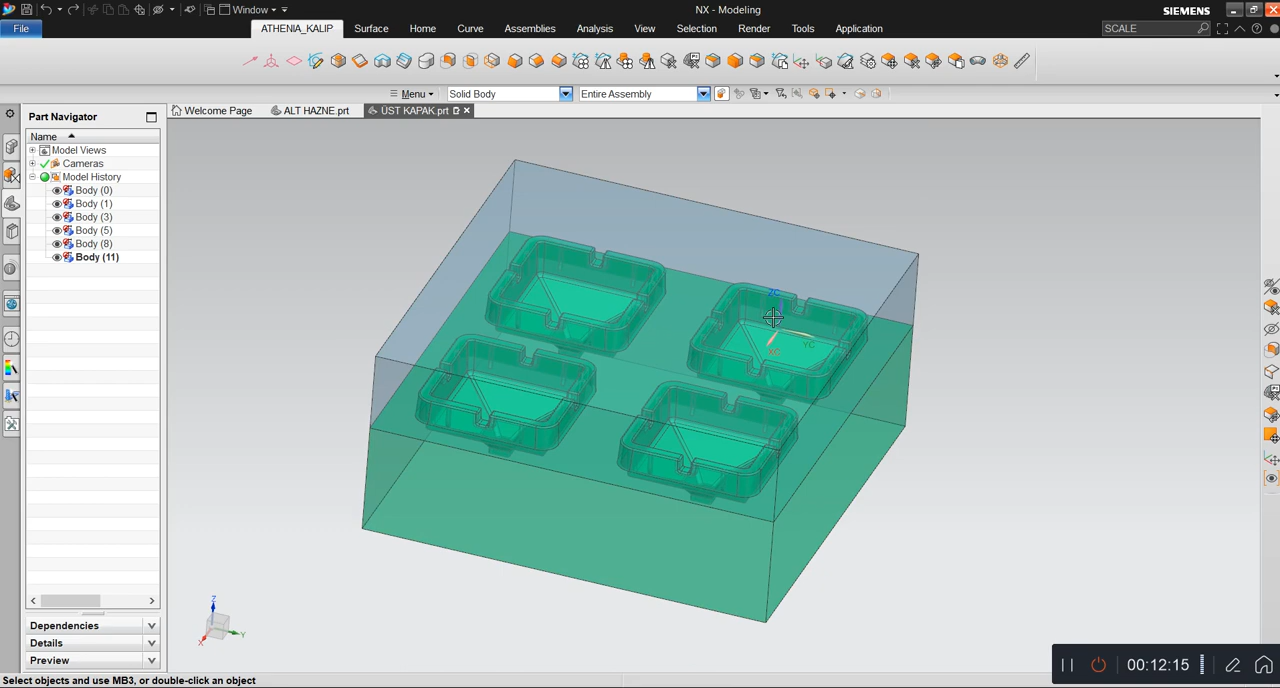 Window
NX - Modeling
SIEMENS
File
ATHENIA_KALIP
Surface
Home
Curve
Assemblies
Analysis
View
Selection
Render
Tools
Application
SCALE
Menu
Solid Body
Entire Assembly
Part Navigator
Welcome Page
ALT HAZNE.prt
ÜST KAPAK.prt
Name
Model Views
Cameras
Model History
Body (0)
Body (1)
Body (3)
Body (5)
Body (8)
Body (11)
ZC
YC
XC
Z
Y
X
Dependencies
Details
Preview
00:12:15
Select objects and use MB3, or double-click an object